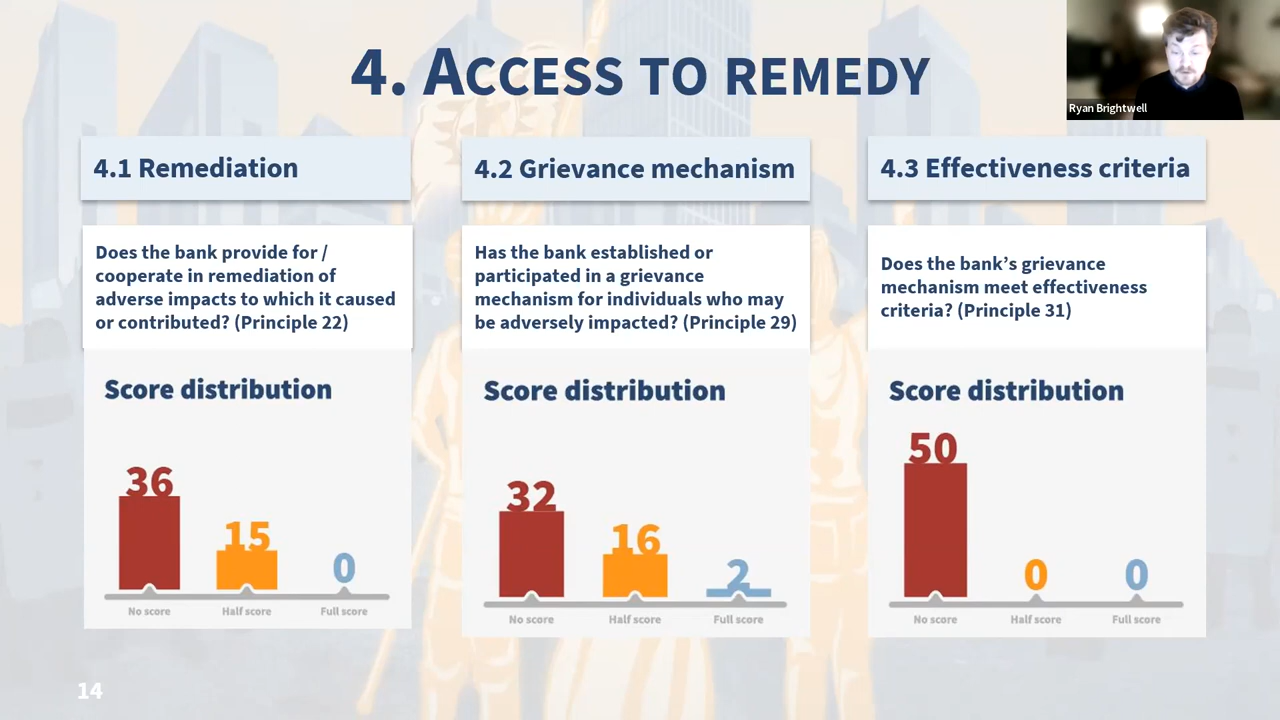 4. ACCESS TO REMEDY
Ryan Brightwell
4.1 Remediation
Does the bank provide for /
cooperate in remediation of
adverse impacts to which it caused
or contributed? (Principle 22)
Score distribution
36
15
0
No score
Half score
Full score
4.2 Grievance mechanism
Has the bank established or
participated in a grievance
mechanism for individuals who may
be adversely impacted? (Principle 29)
Score distribution
32
16
2
No score
Half score
Full score
4.3 Effectiveness criteria
Does the bank’s grievance
mechanism meet effectiveness
criteria? (Principle 31)
Score distribution
50
0
0
No score
Half score
Full score
14